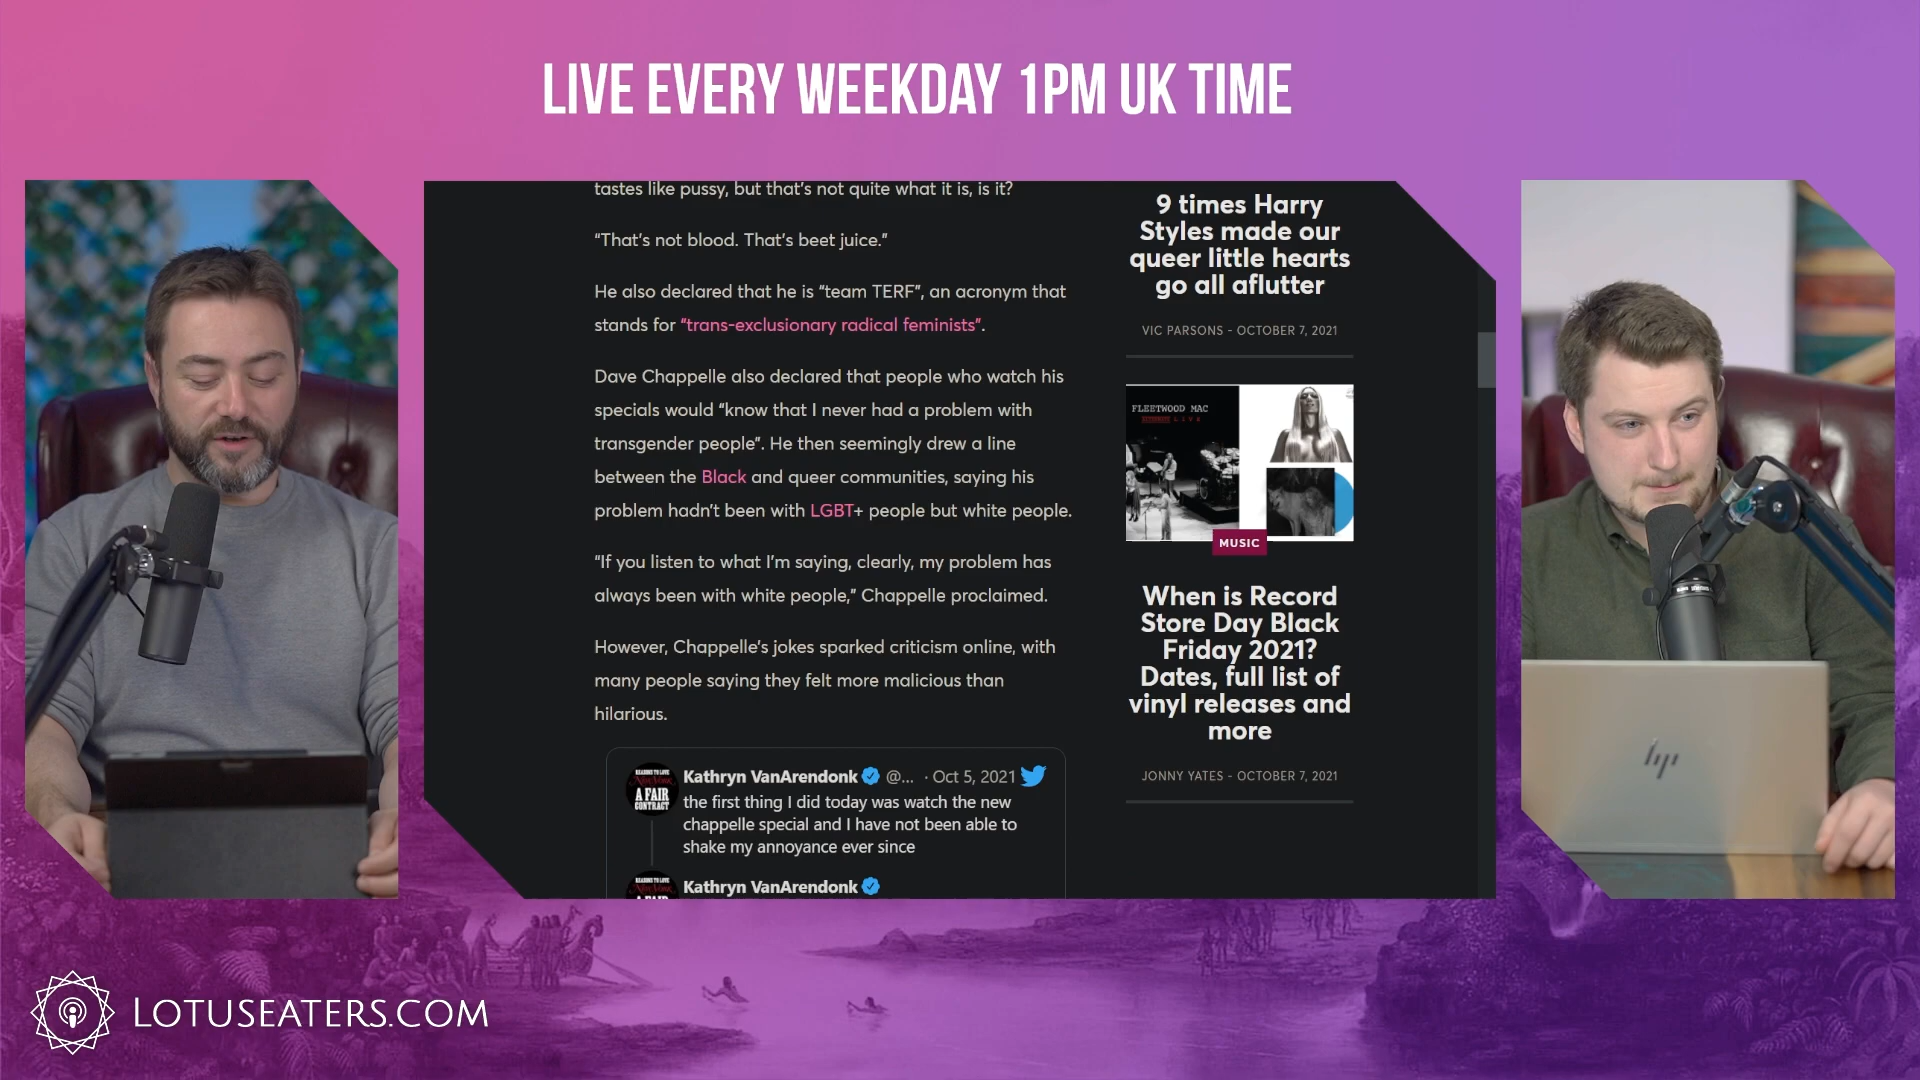 LIVE EVERY WEEKDAY 1PM UK TIME
tastes like pussy, but that's not quite what it is, is it?
"That's not blood. That's beet juice."
He also declared that he is "team TERF", an acronym that
stands for "trans-exclusionary radical feminists".
Dave Chappelle also declared that people who watch his
specials would "know that I never had a problem with
transgender people". He then seemingly drew a line
between the Black and queer communities, saying his
problem hadn't been with LGBT+ people but white people.
"If you listen to what I'm saying, clearly, my problem has
always been with white people," Chappelle proclaimed.
However, Chappelle's jokes sparked criticism online, with
many people saying they felt more malicious than
hilarious.
Kathryn VanArendonk @... · Oct 5, 2021
the first thing I did today was watch the new
chappelle special and I have not been able to
shake my annoyance ever since
Kathryn VanArendonk
A FAIR
CONTRACT
9 times Harry
Styles made our
queer little hearts
go all aflutter
VIC PARSONS - OCTOBER 7, 2021
FLEETWOOD MAC
LIVE
MUSIC
When is Record
Store Day Black
Friday 2021?
Dates, full list of
vinyl releases and
more
JONNY YATES - OCTOBER 7, 2021
hp
LOTUSEATERS.COM